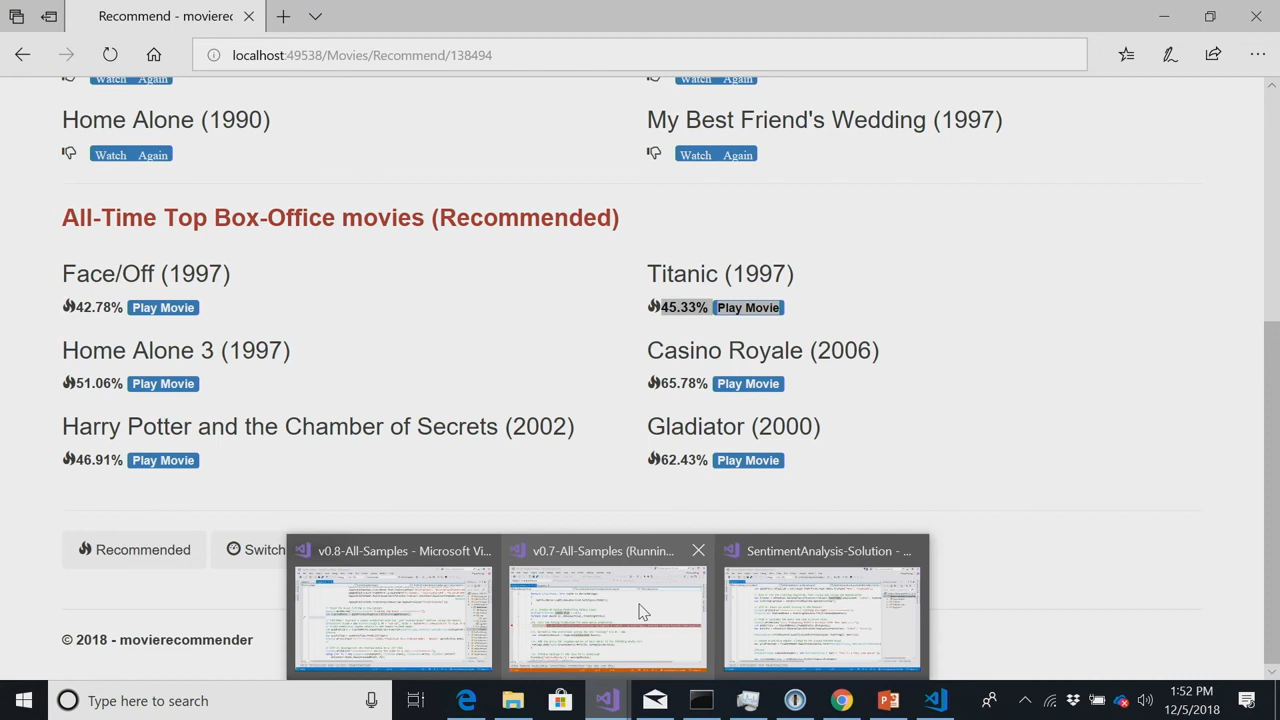 Recommend - moviere
localhost:49538/Movies/Recommend/138494
Watch Again
Watch Again
Home Alone (1990)
My Best Friend's Wedding (1997)
Watch Again
Watch Again
All-Time Top Box-Office movies (Recommended)
Face/Off (1997)
Titanic (1997)
42.78% Play Movie
45.33% Play Movie
Home Alone 3 (1997)
Casino Royale (2006)
51.06% Play Movie
65.78% Play Movie
Harry Potter and the Chamber of Secrets (2002)
Gladiator (2000)
46.91% Play Movie
62.43% Play Movie
Recommended
Switch
v0.8-All-Samples - Microsoft Vi...
v0.7-All-Samples (Runnin...
SentimentAnalysis-Solution - ...
© 2018 - movierecommender
Type here to search
1:52 PM
12/5/2018